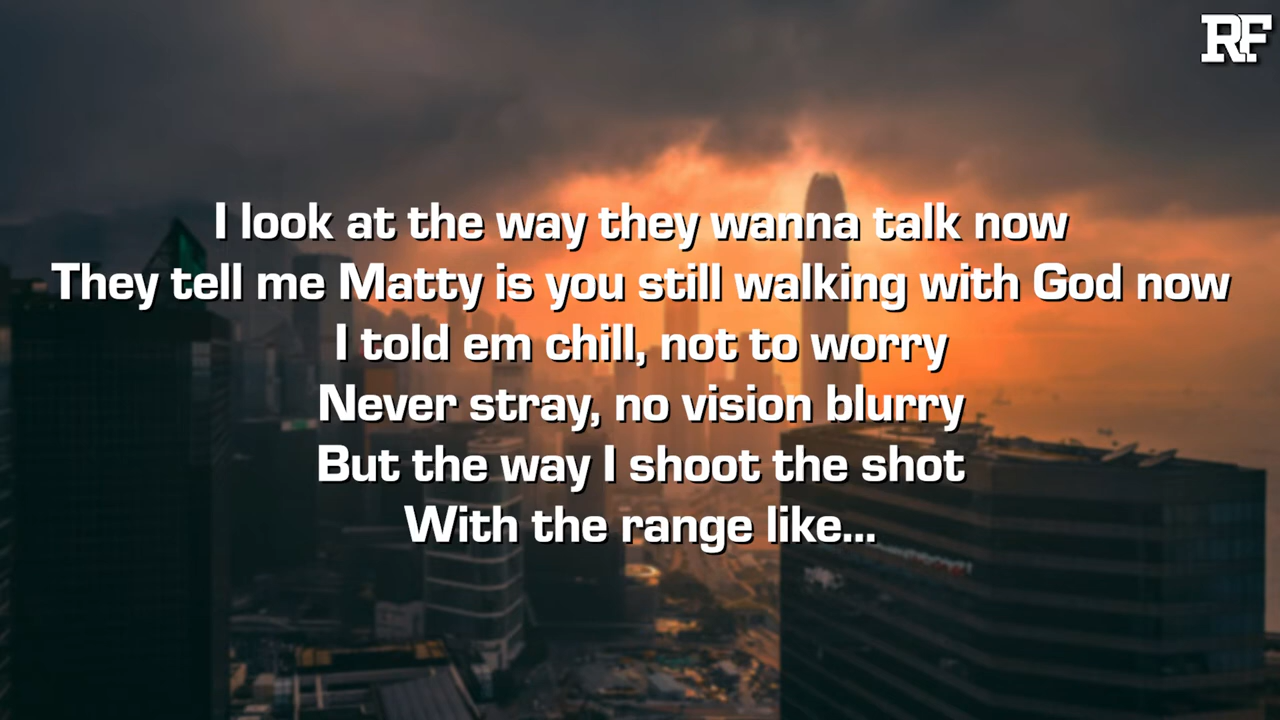 RF
I look at the way they wanna talk now
They tell me Matty is you still walking with God now
I told em chill, not to worry
Never stray, no vision blurry
But the way I shoot the shot
With the range like...